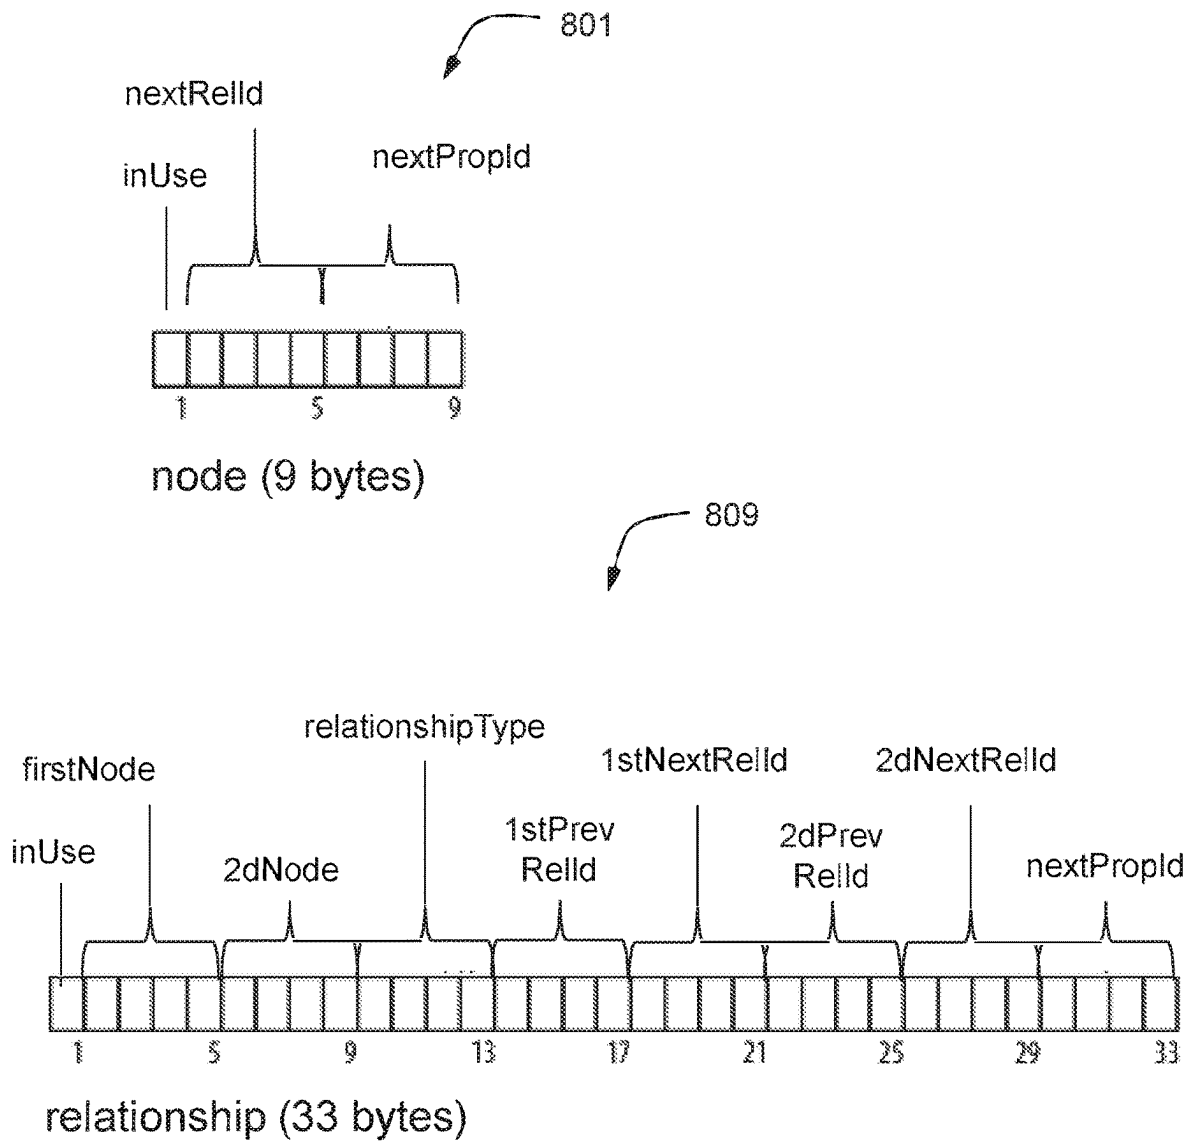 801
nextRelId
nextPropId
inUse
1 5 9
node (9 bytes)
809
relationshipType
firstNode
1stNextRelId
2dNextRelId
inUse
2dNode
1stPrev
RelId
2dPrev
RelId
nextPropId
1 5 9 13 17 21 25 29 33
relationship (33 bytes)